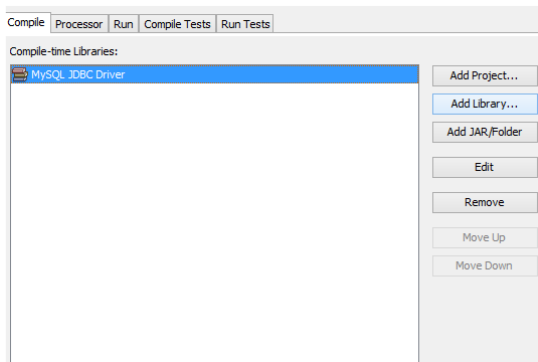 Compile Processor Run Compile Tests Run Tests
Compile-time Libraries:
MySQL JDBC Driver
Add Project...
Add Library...
Add JAR/Folder
Edit
Remove
Move Up
Move Down